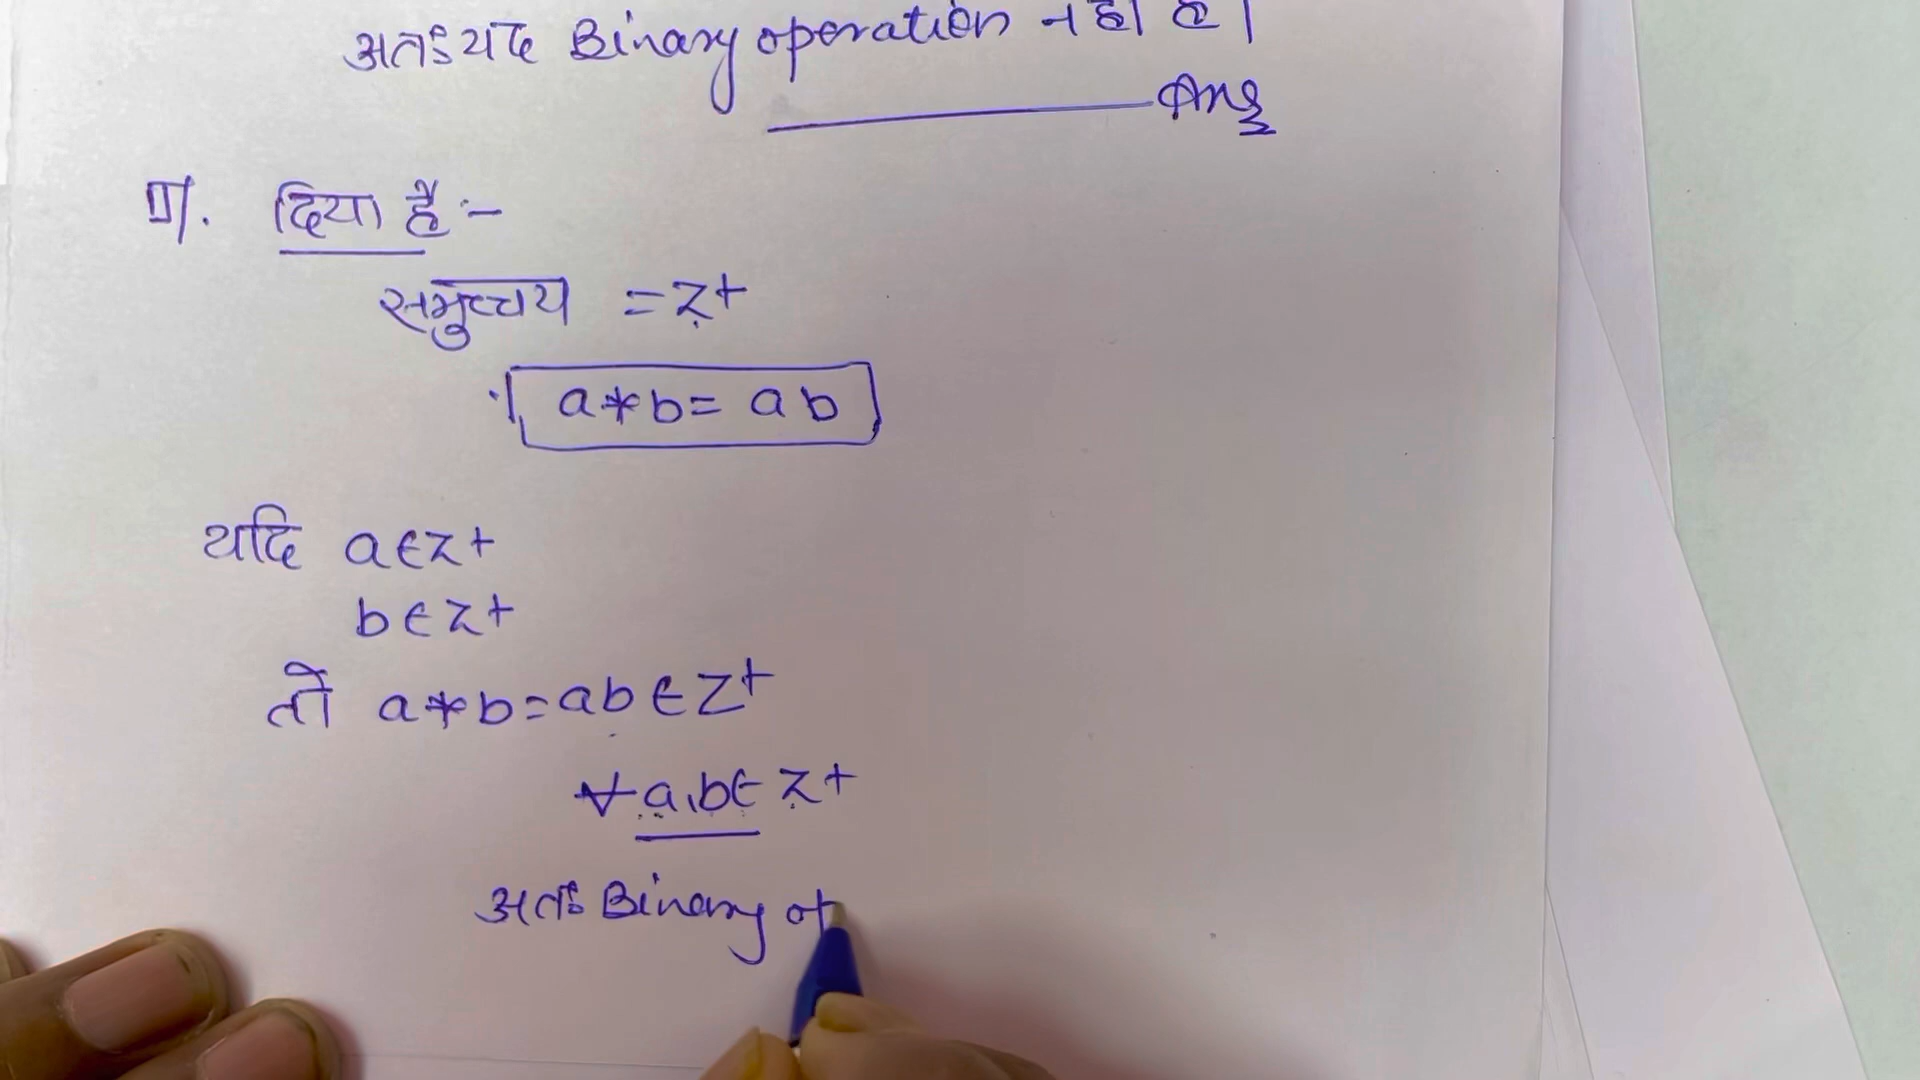 अतः यह Binary operation नहीं है।
Ans
II. दिया है :-
समुच्चय = Z+
a*b = ab
यदि a∈Z+
b∈Z+
तो a*b=ab∈Z+
∀ a,b∈Z+
अतः Binary op